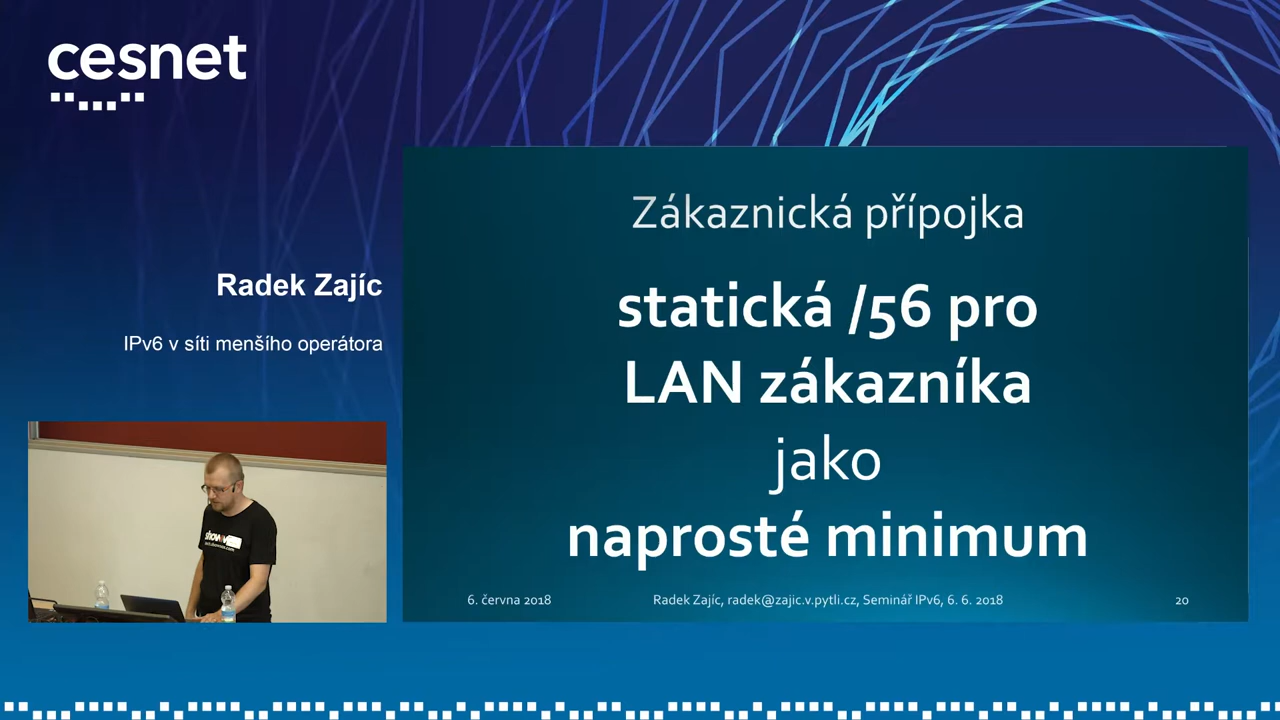 cesnet
Radek Zajíc
IPv6 v síti menšího operátora
Zákaznická přípojka
statická /56 pro
LAN zákazníka
jako
naprosté minimum
6. června 2018
Radek Zajíc, radek@zajic.v.pytli.cz, Seminář IPv6, 6. 6. 2018
20